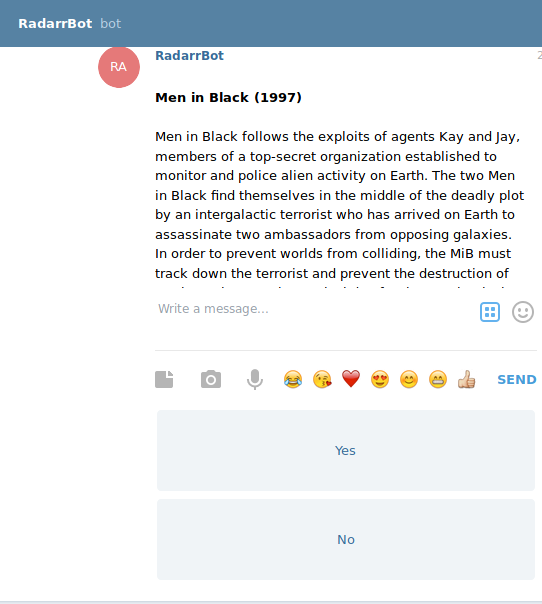 RadarrBot bot
RA
RadarrBot
Men in Black (1997)
Men in Black follows the exploits of agents Kay and Jay,
members of a top-secret organization established to
monitor and police alien activity on Earth. The two Men
in Black find themselves in the middle of the deadly plot
by an intergalactic terrorist who has arrived on Earth to
assassinate two ambassadors from opposing galaxies.
In order to prevent worlds from colliding, the MiB must
track down the terrorist and prevent the destruction of
Write a message...
SEND
Yes
No